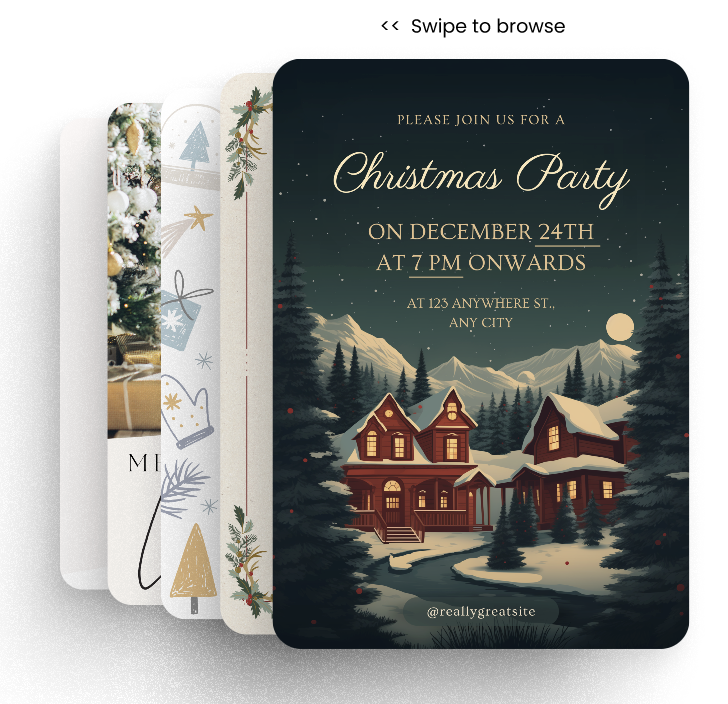 << Swipe to browse
PLEASE JOIN US FOR A
Christmas Party
ON DECEMBER 24TH
AT 7 PM ONWARDS
AT 123 ANYWHERE ST.,
ANY CITY
@reallygreatsite